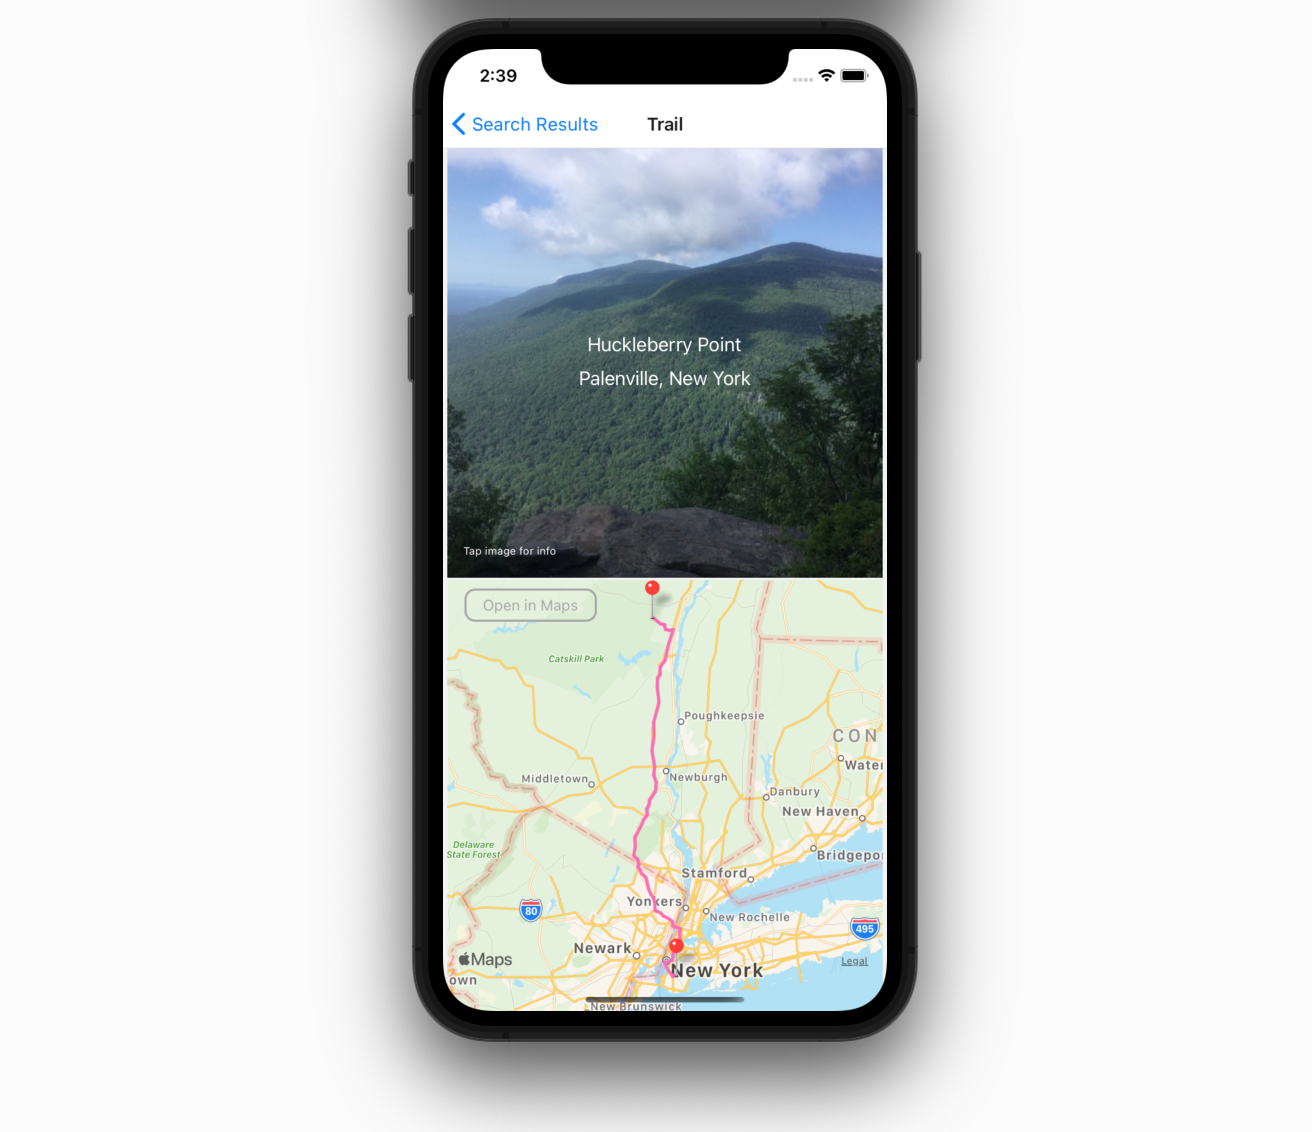 2:39
Search Results
Trail
Huckleberry Point
Palenville, New York
Tap image for info
Open in Maps
Catskill Park
Poughkeepsie
CON
Water
Middletown
Newburgh
Danbury
New Haven
Delaware
State Forest
Bridgepo
Stamford
80
Yonkers
New Rochelle
495
Newark
Maps
Legal
New York
own
New Brunswick